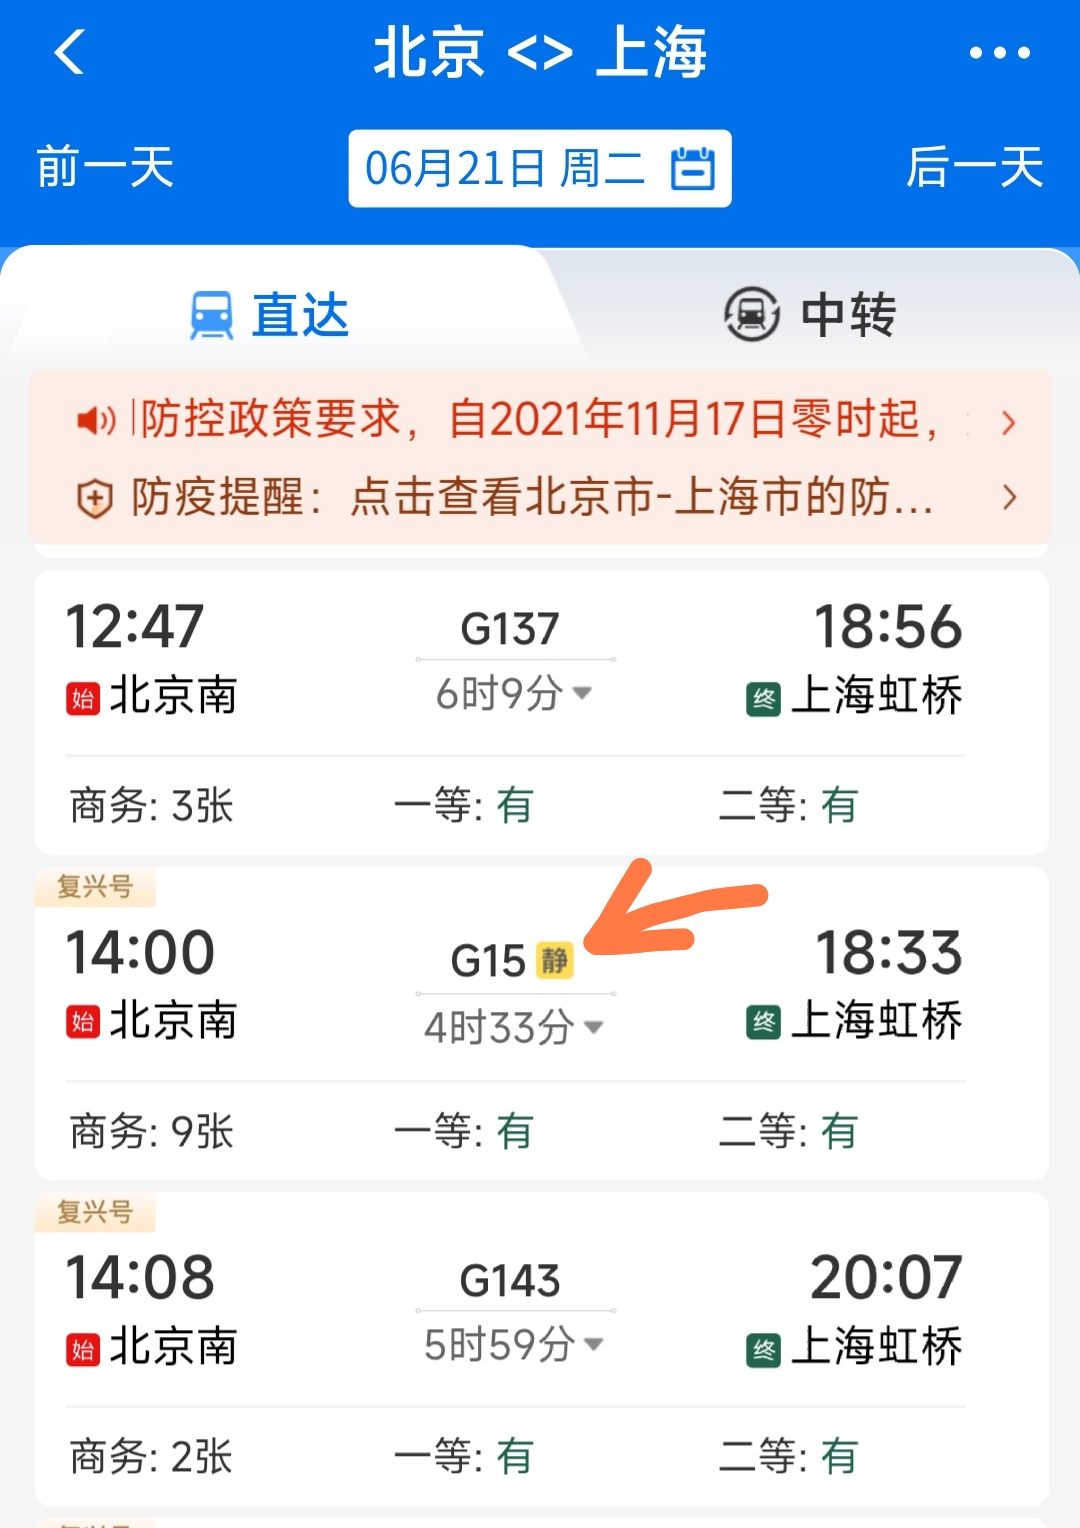 北京 <> 上海
前一天 06月21日 周二 后一天
直达 中转
防控政策要求，自2021年11月17日零时起，
防疫提醒：点击查看北京市-上海市的防...
12:47 G137 18:56
始 北京南 6时9分 终 上海虹桥
商务: 3张 一等: 有 二等: 有
复兴号
14:00 G15 静 18:33
始 北京南 4时33分 终 上海虹桥
商务: 9张 一等: 有 二等: 有
复兴号
14:08 G143 20:07
始 北京南 5时59分 终 上海虹桥
商务: 2张 一等: 有 二等: 有